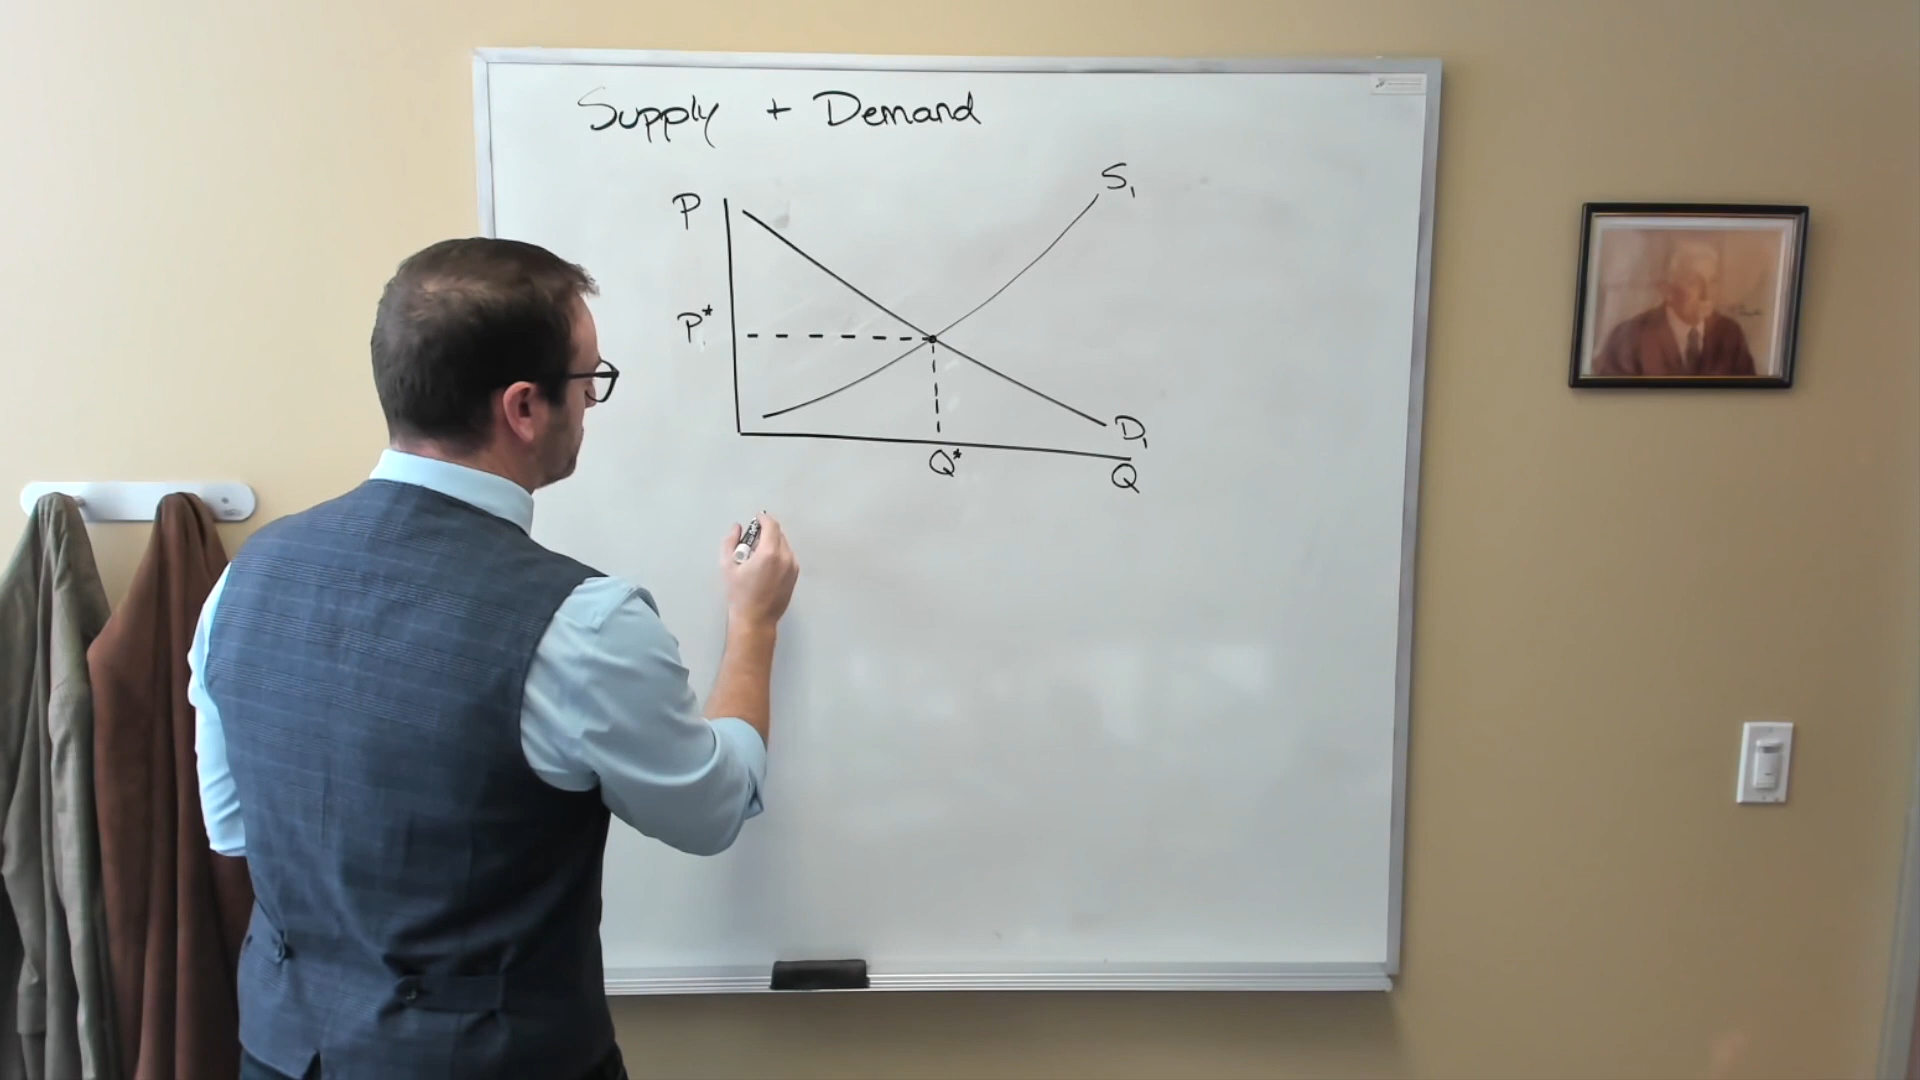 Supply + Demand
S₁
P
P*
D₁
Q*
Q